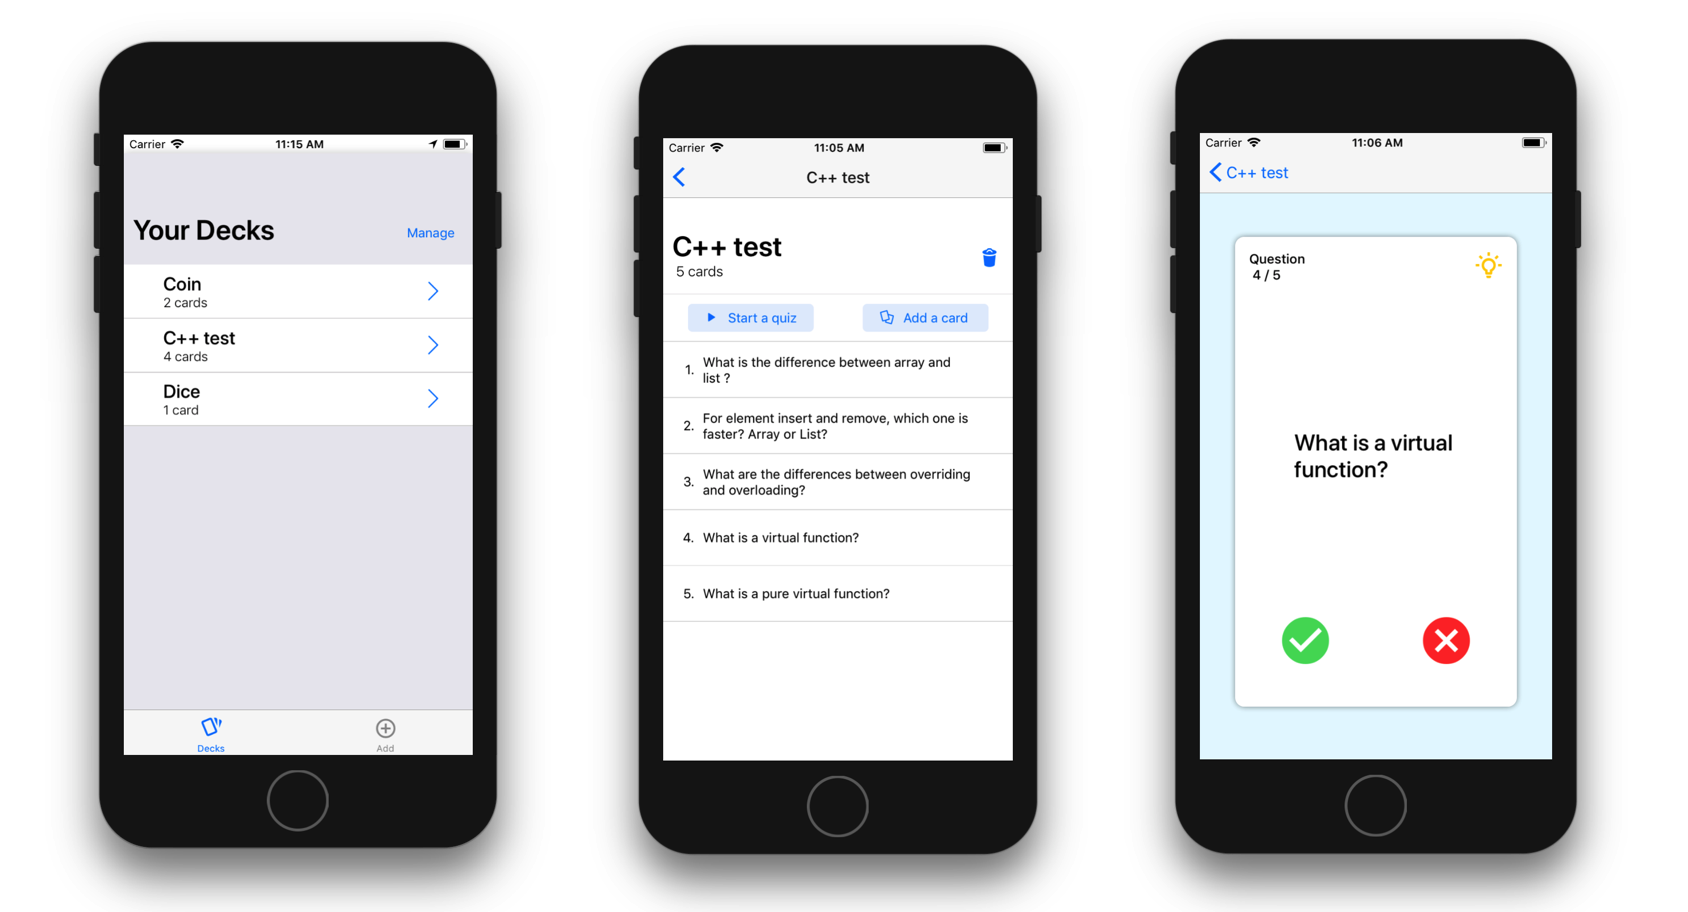 Carrier 11:15 AM
Your Decks
Manage
Coin
2 cards
C++ test
4 cards
Dice
1 card
Decks
Add
Carrier 11:05 AM
C++ test
C++ test
5 cards
Start a quiz
Add a card
1. What is the difference between array and
list ?
2. For element insert and remove, which one is
faster? Array or List?
3. What are the differences between overriding
and overloading?
4. What is a virtual function?
5. What is a pure virtual function?
Carrier 11:06 AM
C++ test
Question
4 / 5
What is a virtual
function?